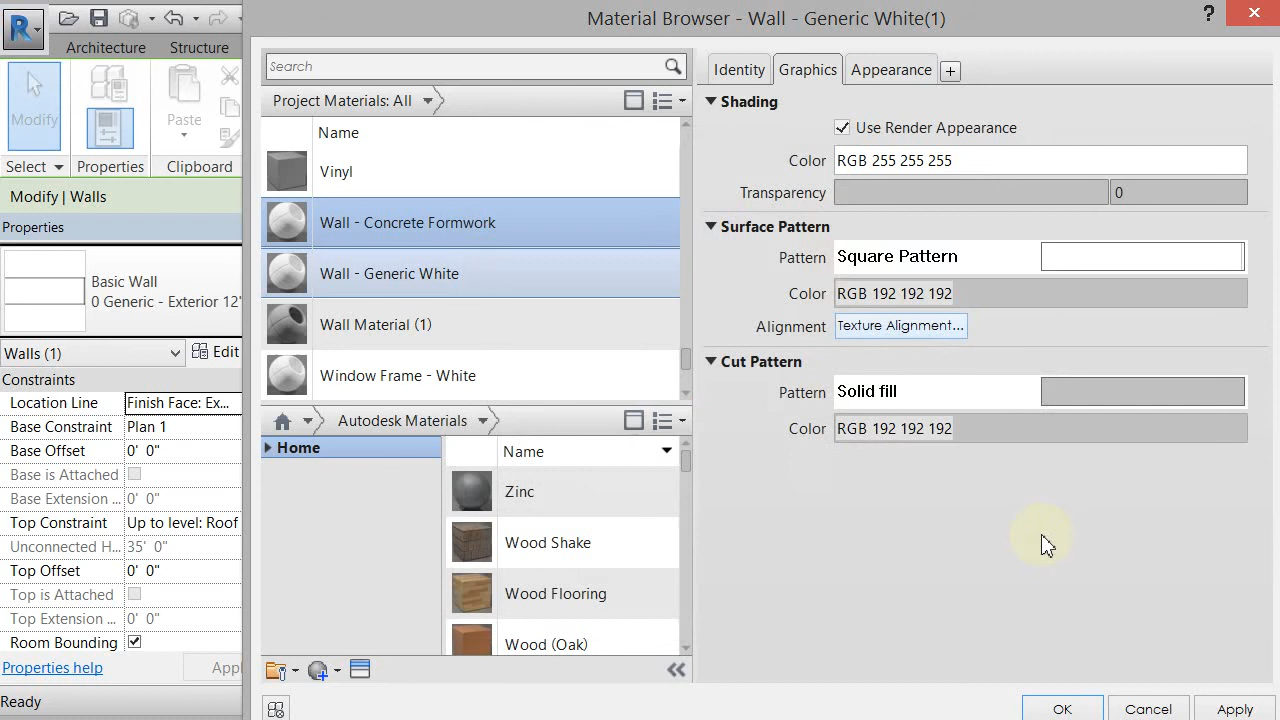 Material Browser - Wall - Generic White(1)
?
R
Architecture
Structure
Modify
Paste
Select
Properties
Clipboard
Modify | Walls
Properties
Basic Wall
0 Generic - Exterior 12"
Walls (1)
Edit
Constraints
Location Line
Finish Face: Ex...
Base Constraint
Plan 1
Base Offset
0' 0"
Base is Attached
Base Extension ...
0' 0"
Top Constraint
Up to level: Roof
Unconnected H...
35' 0"
Top Offset
0' 0"
Top is Attached
Top Extension ...
0' 0"
Room Bounding
Properties help
Ready
Search
Project Materials: All
Name
Vinyl
Wall - Concrete Formwork
Wall - Generic White
Wall Material (1)
Window Frame - White
Autodesk Materials
Home
Name
Zinc
Wood Shake
Wood Flooring
Wood (Oak)
Identity
Graphics
Appearance
+
Shading
Use Render Appearance
Color
RGB 255 255 255
Transparency
0
Surface Pattern
Pattern
Square Pattern
Color
RGB 192 192 192
Alignment
Texture Alignment...
Cut Pattern
Pattern
Solid fill
Color
RGB 192 192 192
OK
Cancel
Apply